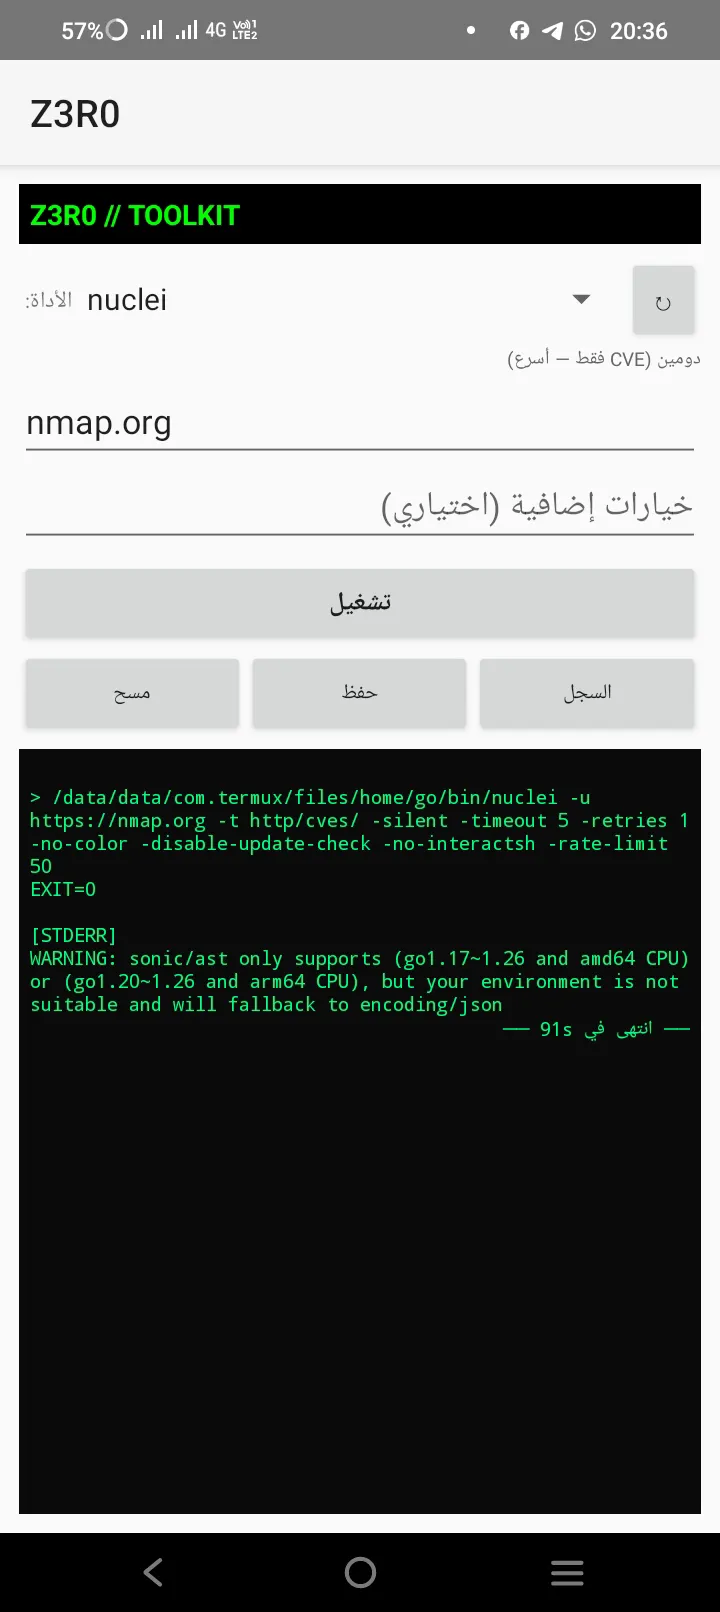 57% 4G Vo)) 1 LTE2 20:36
Z3R0
Z3R0 // TOOLKIT
الأداة: nuclei ↻
دومين (CVE فقط — أسرع)
nmap.org
خيارات إضافية (اختياري)
تشغيل
مسح حفظ السجل
> /data/data/com.termux/files/home/go/bin/nuclei -u
https://nmap.org -t http/cves/ -silent -timeout 5 -retries 1
-no-color -disable-update-check -no-interactsh -rate-limit
50
EXIT=0
[STDERR]
WARNING: sonic/ast only supports (go1.17~1.26 and amd64 CPU)
or (go1.20~1.26 and arm64 CPU), but your environment is not
suitable and will fallback to encoding/json
—— انتهى في 91s ——